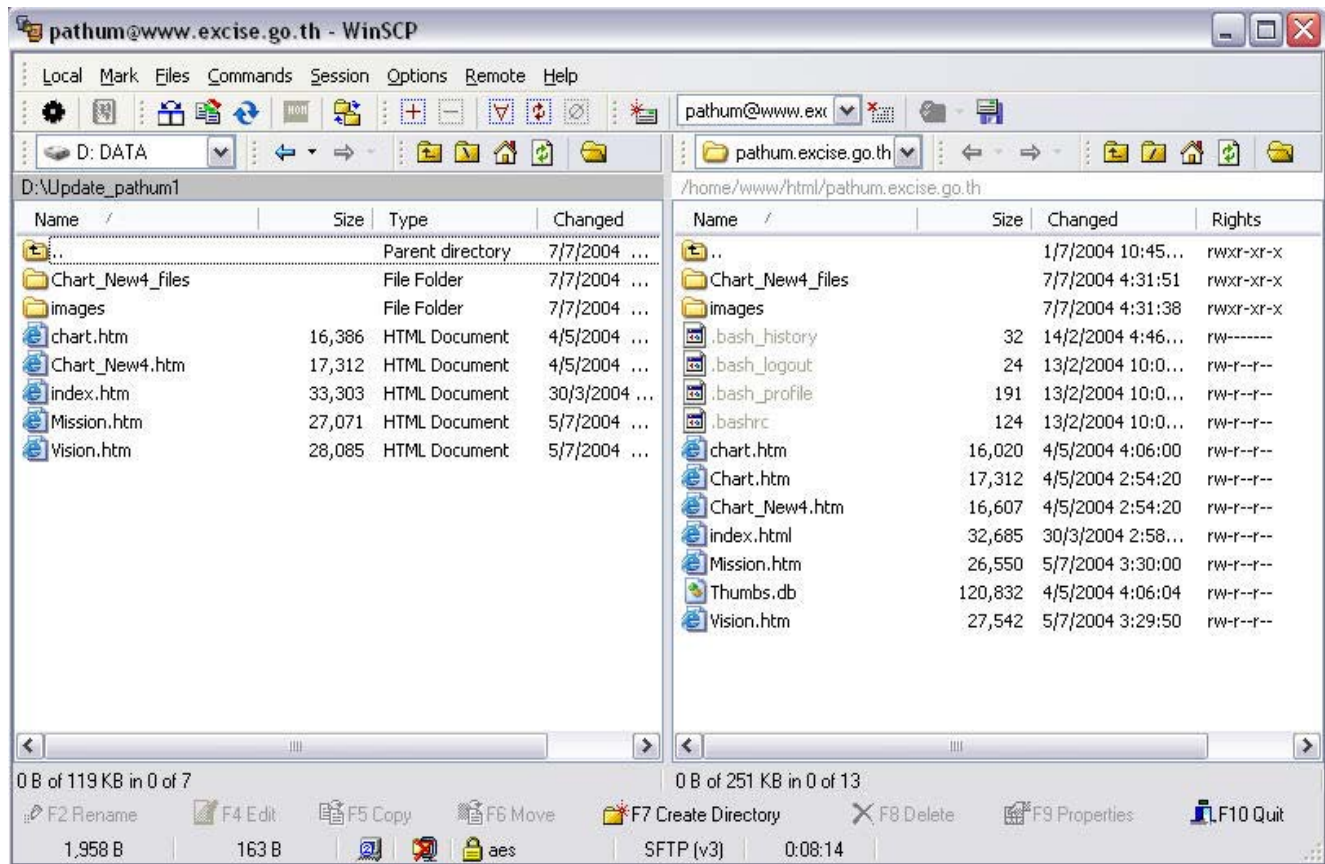 pathum@www.excise.go.th - WinSCP
Local Mark Files Commands Session Options Remote Help
pathum@www.exc
D: DATA
pathum.excise.go.th
D:\Update_pathum1
/home/www/html/pathum.excise.go.th
Name / Size Type Changed
.. Parent directory 7/7/2004 ...
Chart_New4_files File Folder 7/7/2004 ...
images File Folder 7/7/2004 ...
chart.htm 16,386 HTML Document 4/5/2004 ...
Chart_New4.htm 17,312 HTML Document 4/5/2004 ...
index.htm 33,303 HTML Document 30/3/2004 ...
Mission.htm 27,071 HTML Document 5/7/2004 ...
Vision.htm 28,085 HTML Document 5/7/2004 ...
Name / Size Changed Rights
.. 1/7/2004 10:45... rwxr-xr-x
Chart_New4_files 7/7/2004 4:31:51 rwxr-xr-x
images 7/7/2004 4:31:38 rwxr-xr-x
.bash_history 32 14/2/2004 4:46... rw-------
.bash_logout 24 13/2/2004 10:0... rw-r--r--
.bash_profile 191 13/2/2004 10:0... rw-r--r--
.bashrc 124 13/2/2004 10:0... rw-r--r--
chart.htm 16,020 4/5/2004 4:06:00 rw-r--r--
Chart.htm 17,312 4/5/2004 2:54:20 rw-r--r--
Chart_New4.htm 16,607 4/5/2004 2:54:20 rw-r--r--
index.html 32,685 30/3/2004 2:58... rw-r--r--
Mission.htm 26,550 5/7/2004 3:30:00 rw-r--r--
Thumbs.db 120,832 4/5/2004 4:06:04 rw-r--r--
Vision.htm 27,542 5/7/2004 3:29:50 rw-r--r--
0 B of 119 KB in 0 of 7
0 B of 251 KB in 0 of 13
F2 Rename F4 Edit F5 Copy F6 Move F7 Create Directory F8 Delete F9 Properties F10 Quit
1,958 B 163 B aes SFTP (v3) 0:08:14